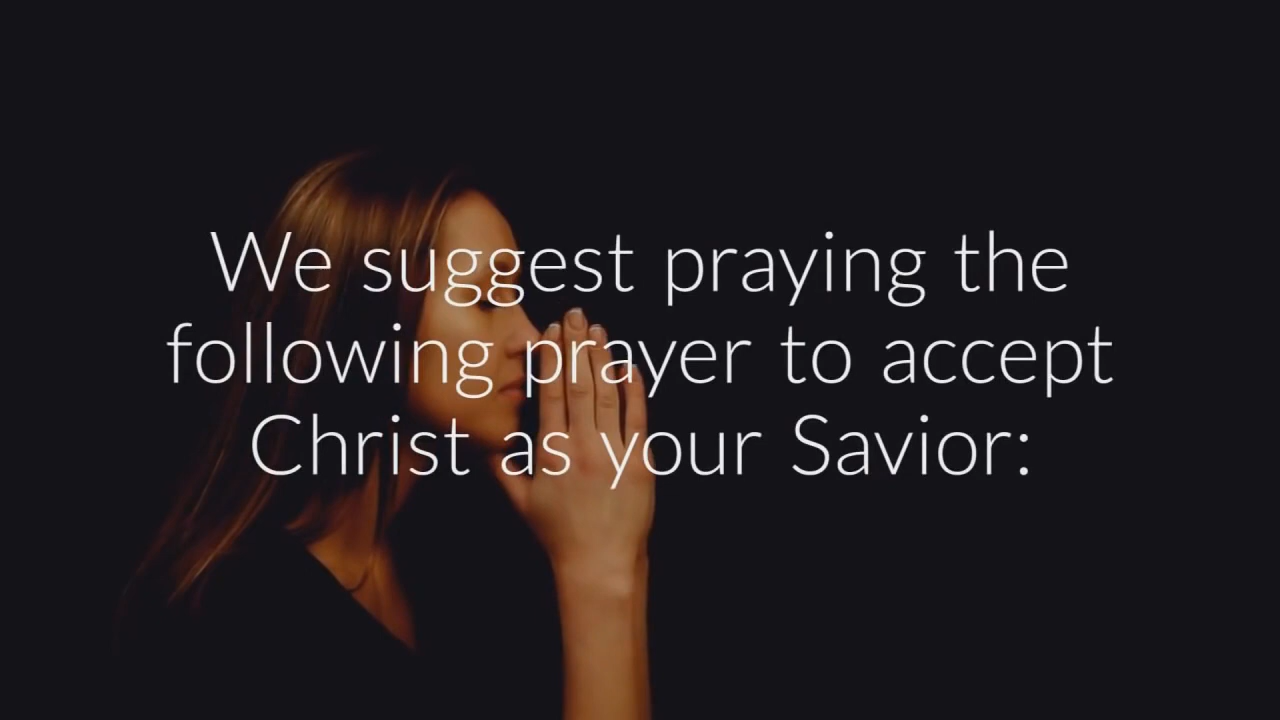 We suggest praying the
following prayer to accept
Christ as your Savior: